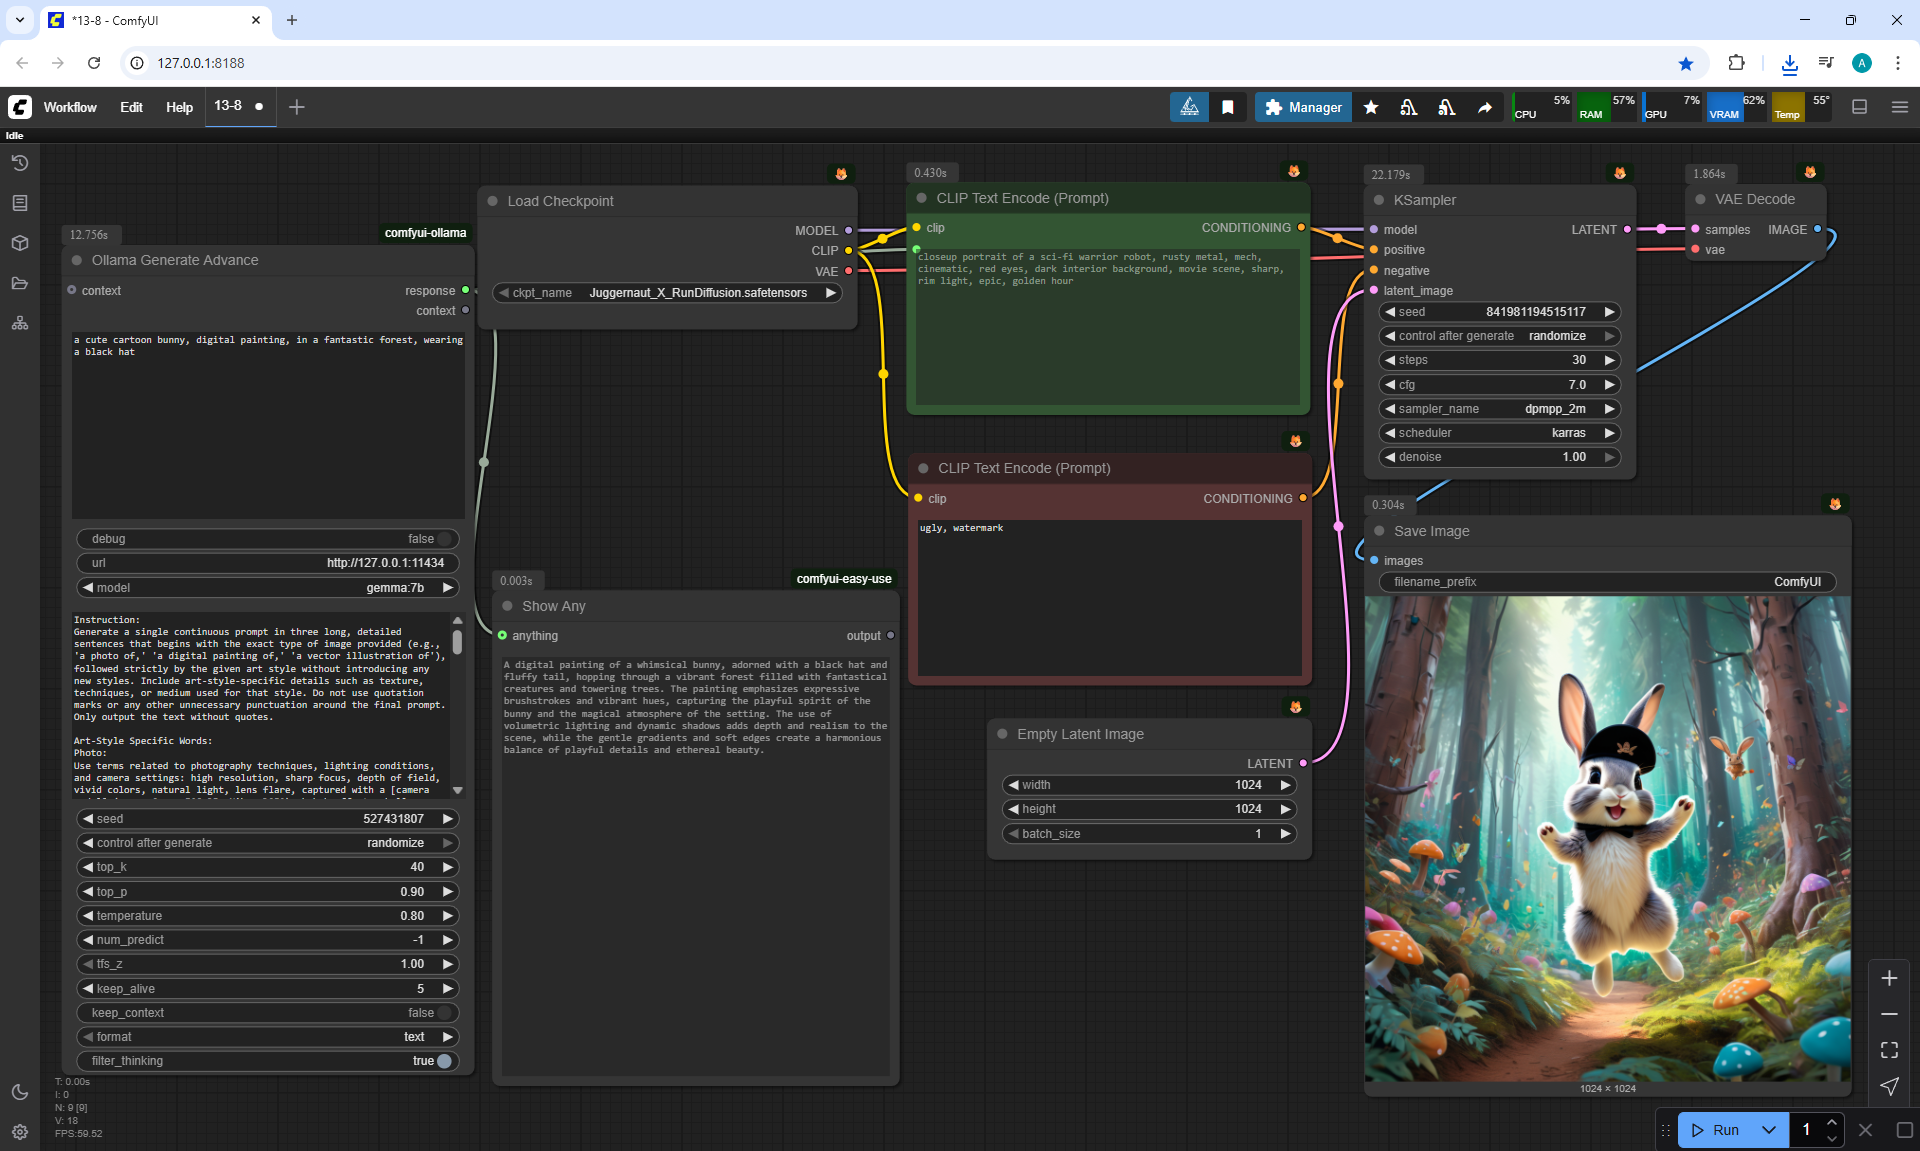 *13-8 - ComfyUI
127.0.0.1:8188
Workflow Edit Help 13-8
Manager
CPU 5% RAM 57% GPU 7% VRAM 62% Temp 55°
Idle
12.756s
comfyui-ollama
Ollama Generate Advance
context
response
context
a cute cartoon bunny, digital painting, in a fantastic forest, wearing
a black hat
debug false
url http://127.0.0.1:11434
model gemma:7b
Instruction:
Generate a single continuous prompt in three long, detailed
sentences that begins with the exact type of image provided (e.g.,
'a photo of,' 'a digital painting of,' 'a vector illustration of'),
followed strictly by the given art style without introducing any
new styles. Include art-style-specific details such as texture,
techniques, or medium used for that style. Do not use quotation
marks or any other unnecessary punctuation around the final prompt.
Only output the text without quotes.
Art-Style Specific Words:
Photo:
Use terms related to photography techniques, lighting conditions,
and camera settings: high resolution, sharp focus, depth of field,
vivid colors, natural light, lens flare, captured with a [camera
seed 527431807
control after generate randomize
top_k 40
top_p 0.90
temperature 0.80
num_predict -1
tfs_z 1.00
keep_alive 5
keep_context false
format text
filter_thinking true
T: 0.00s
I: 0
N: 9 [9]
V: 18
FPS:59.52
Load Checkpoint
MODEL
CLIP
VAE
ckpt_name Juggernaut_X_RunDiffusion.safetensors
0.003s
comfyui-easy-use
Show Any
anything
output
A digital painting of a whimsical bunny, adorned with a black hat and
fluffy tail, hopping through a vibrant forest filled with fantastical
creatures and towering trees. The painting emphasizes expressive
brushstrokes and vibrant hues, capturing the playful spirit of the
bunny and the magical atmosphere of the setting. The use of
volumetric lighting and dynamic shadows adds depth and realism to the
scene, while the gentle gradients and soft edges create a harmonious
balance of playful details and ethereal beauty.
0.430s
CLIP Text Encode (Prompt)
clip
CONDITIONING
closeup portrait of a sci-fi warrior robot, rusty metal, mech,
cinematic, red eyes, dark interior background, movie scene, sharp,
rim light, epic, golden hour
CLIP Text Encode (Prompt)
clip
CONDITIONING
ugly, watermark
Empty Latent Image
LATENT
width 1024
height 1024
batch_size 1
22.179s
KSampler
model
LATENT
positive
negative
latent_image
seed 841981194515117
control after generate randomize
steps 30
cfg 7.0
sampler_name dpmpp_2m
scheduler karras
denoise 1.00
1.864s
VAE Decode
samples
IMAGE
vae
0.304s
Save Image
images
filename_prefix ComfyUI
1024 × 1024
Run 1
A